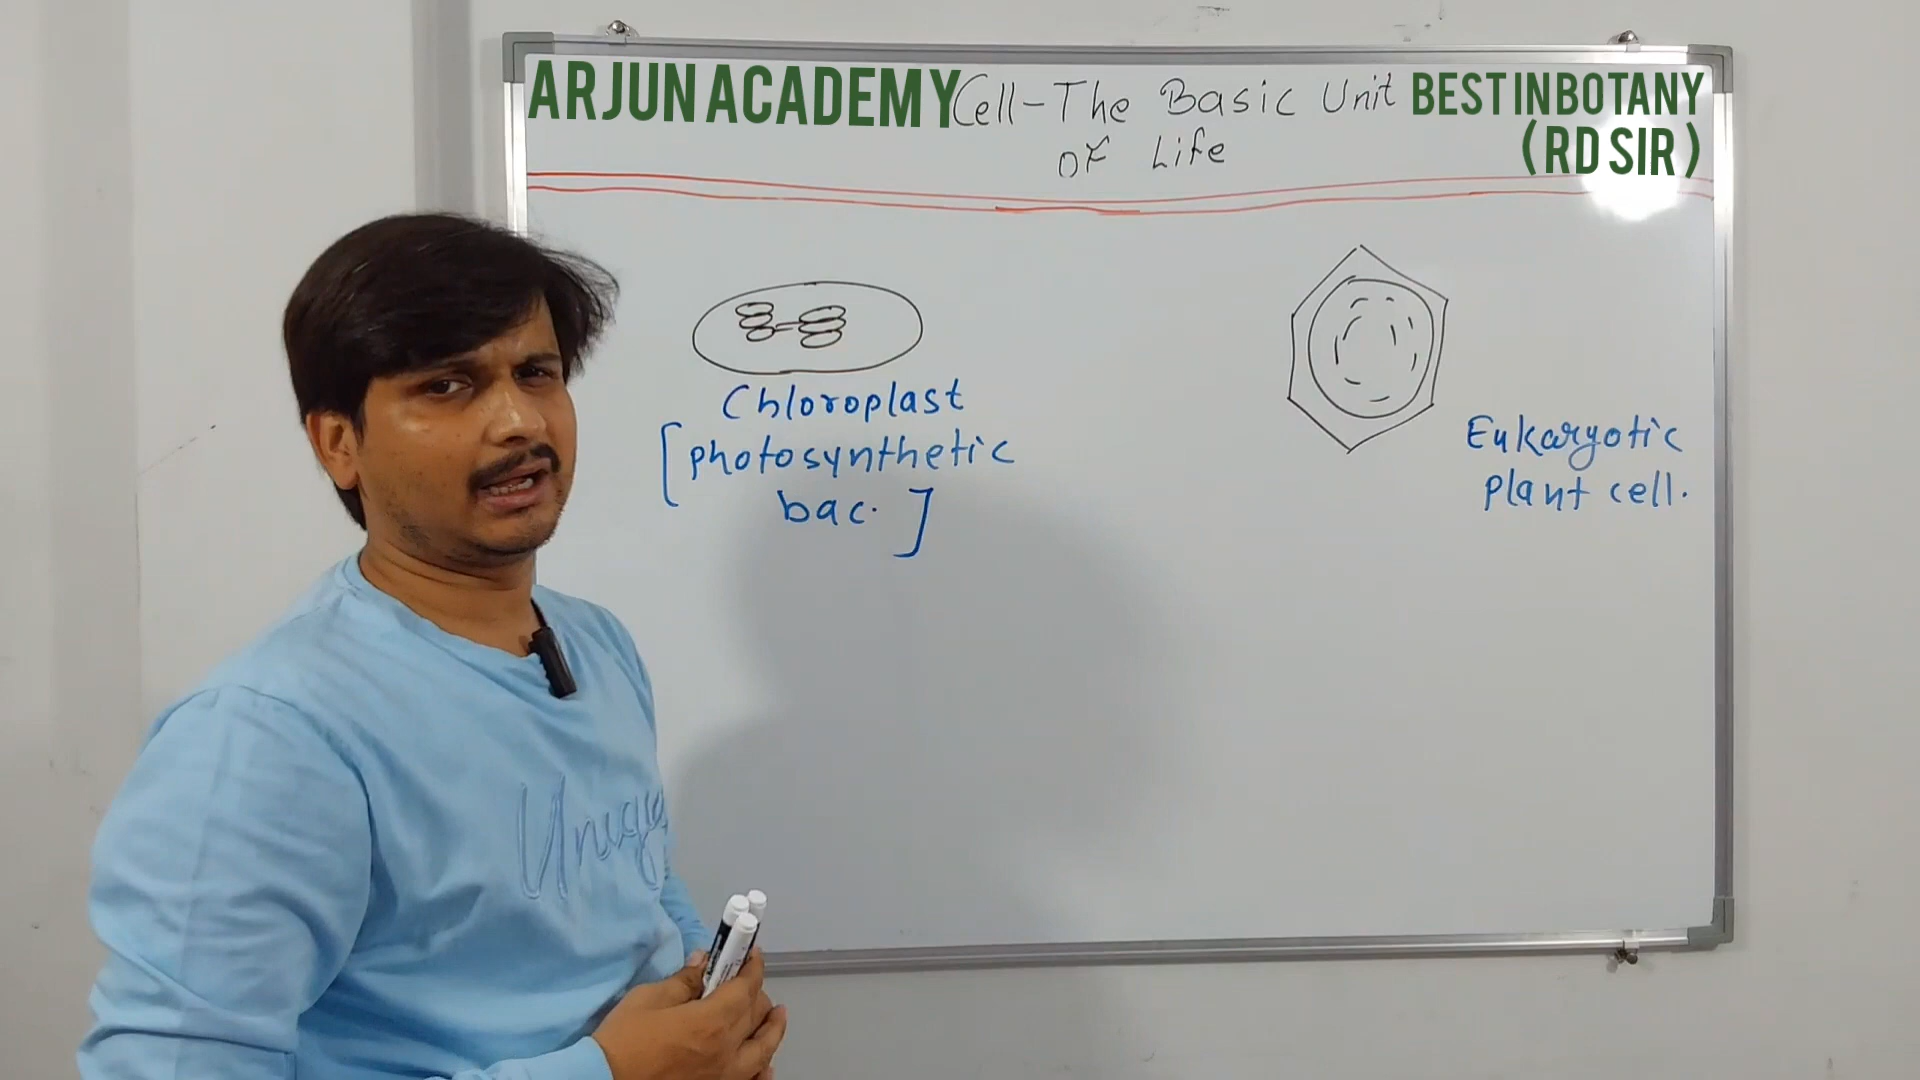 ARJUN ACADEMY
Cell-The Basic Unit
of Life
BEST IN BOTANY
(RD SIR)
Chloroplast
[photosynthetic
bac.]
Eukaryotic
plant cell.
Unique